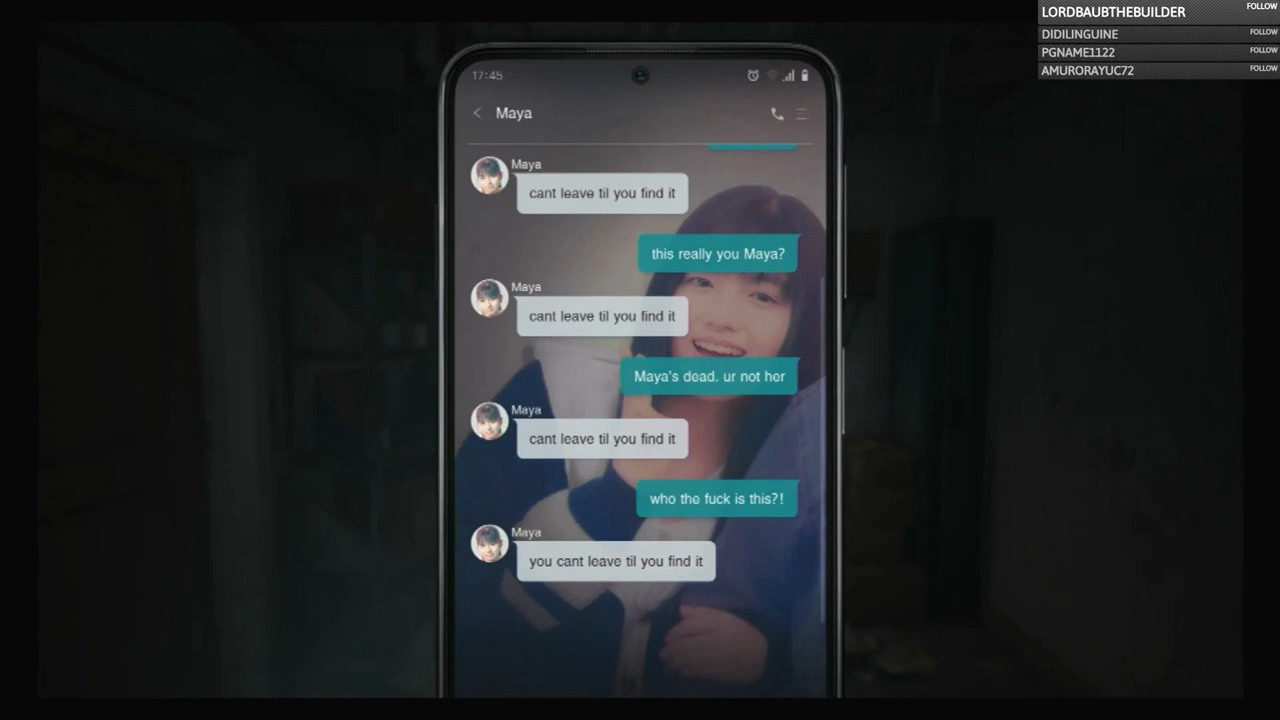 LORDBAUBTHEBUILDER FOLLOW
DIDILINGUINE FOLLOW
PGNAME1122 FOLLOW
AMURORAYUC72 FOLLOW
17:45
Maya
Maya
cant leave til you find it
this really you Maya?
Maya
cant leave til you find it
Maya's dead. ur not her
Maya
cant leave til you find it
who the fuck is this?!
Maya
you cant leave til you find it